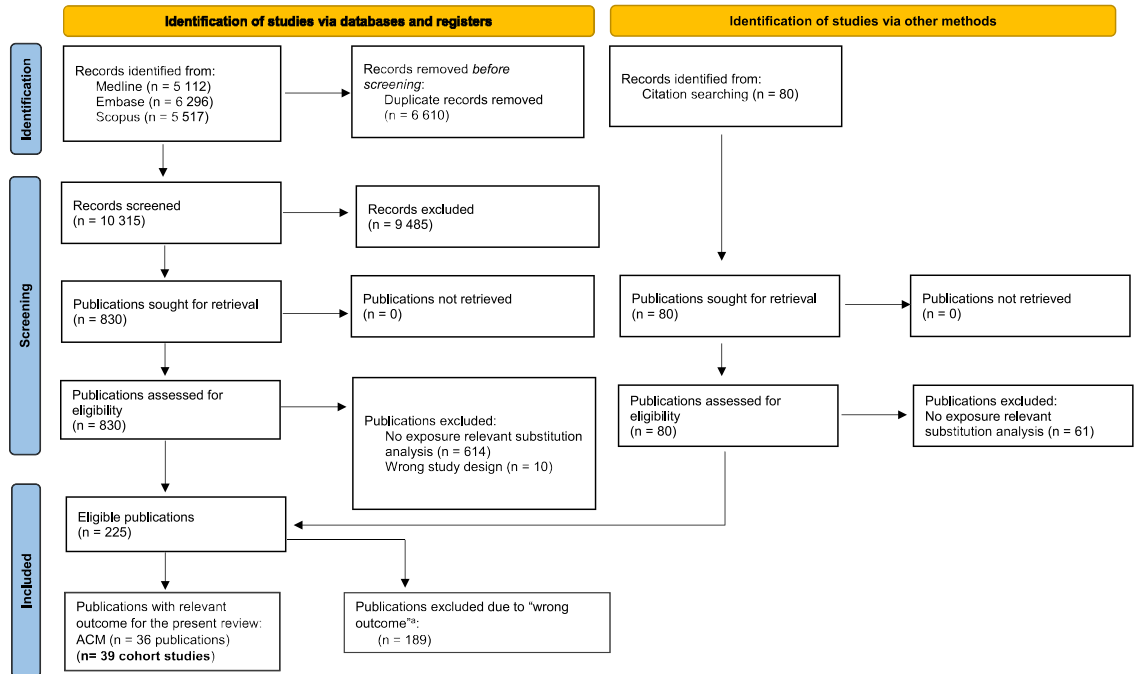 Identification of studies via databases and registers
Identification of studies via other methods
Identification
Records identified from:
Medline (n = 5 112)
Embase (n = 6 296)
Scopus (n = 5 517)
Records removed before
screening:
Duplicate records removed
(n = 6 610)
Records identified from:
Citation searching (n = 80)
Screening
Records screened
(n = 10 315)
Records excluded
(n = 9 485)
Publications sought for retrieval
(n = 830)
Publications not retrieved
(n = 0)
Publications sought for retrieval
(n = 80)
Publications not retrieved
(n = 0)
Publications assessed for
eligibility
(n = 830)
Publications excluded:
No exposure relevant substitution
analysis (n = 614)
Wrong study design (n = 10)
Publications assessed for
eligibility
(n = 80)
Publications excluded:
No exposure relevant
substitution analysis (n = 61)
Included
Eligible publications
(n = 225)
Publications with relevant
outcome for the present review:
ACM (n = 36 publications)
(n= 39 cohort studies)
Publications excluded due to “wrong
outcome”ᵃ:
(n = 189)